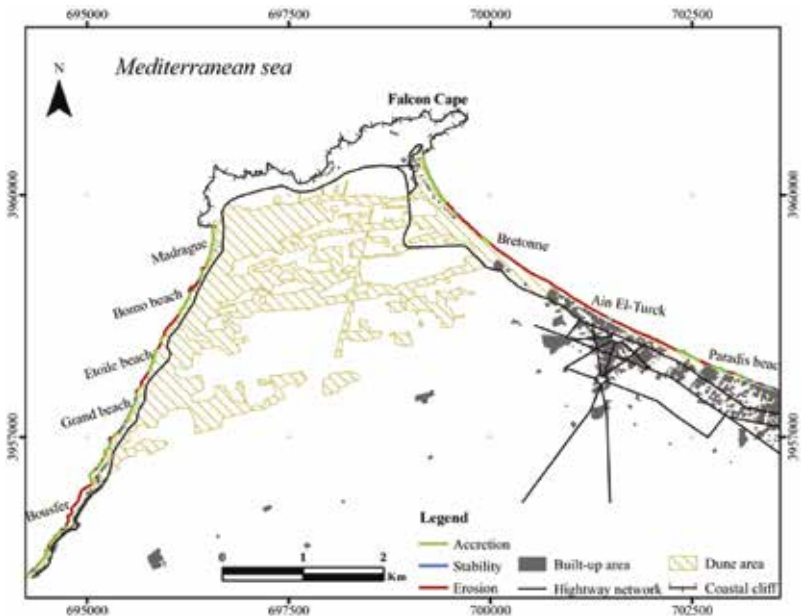 695000 697500 700000 702500
N
Mediterranean sea
Falcon Cape
3960000 3960000
Madrague
Bretonne
Bomo beach
Ain El-Turck
Etoile beach
Paradis beac
Grand beach
3957000 3957000
Bousfer
Legend
Accretion
Stability Built-up area Dune area
Erosion Hightway network Coastal cliff
0 1 2
Km
695000 697500 700000 702500